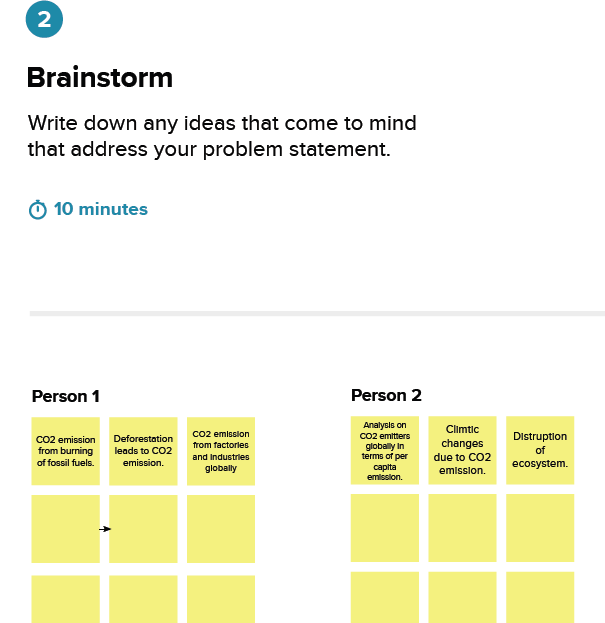 2
Brainstorm
Write down any ideas that come to mind
that address your problem statement.
10 minutes
Person 1
CO2 emission
from burning
of fossil fuels.
Deforestation
leads to CO2
emission.
CO2 emission
from factories
and industries
globally
Person 2
Analysis on
CO2 emitters
globally in
terms of per
capita
emission.
Climtic
changes
due to CO2
emission.
Distruption
of
ecosystem.